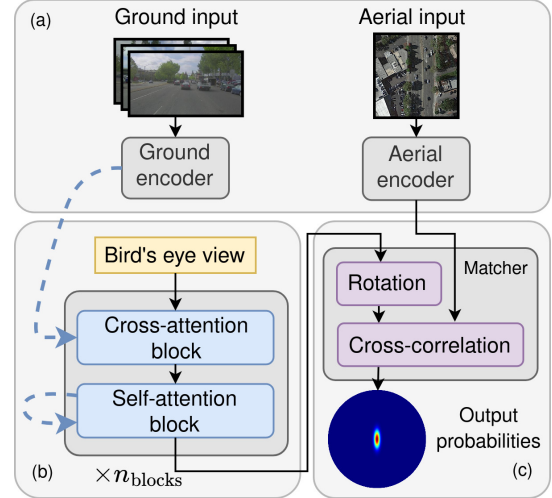 (a)
Ground input
Aerial input
Ground
encoder
Aerial
encoder
Bird's eye view
Cross-attention
block
Self-attention
block
(b)
× n_blocks
Matcher
Rotation
Cross-correlation
Output
probabilities
(c)